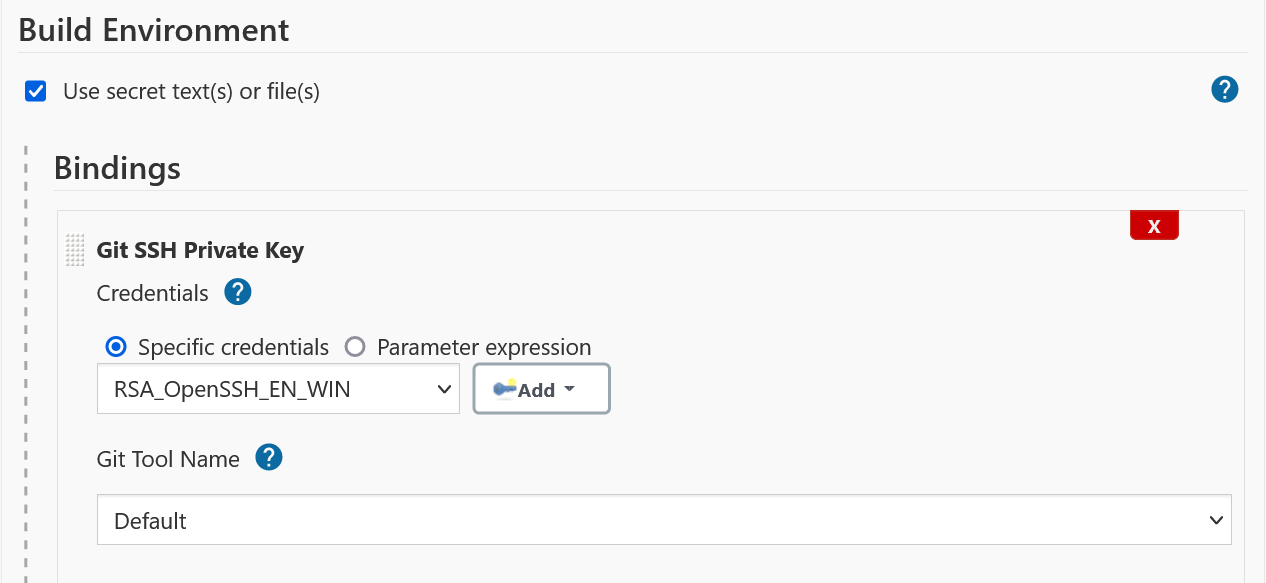 Build Environment
Use secret text(s) or file(s)
?
Bindings
X
Git SSH Private Key
Credentials ?
Specific credentials Parameter expression
RSA_OpenSSH_EN_WIN Add
Git Tool Name ?
Default